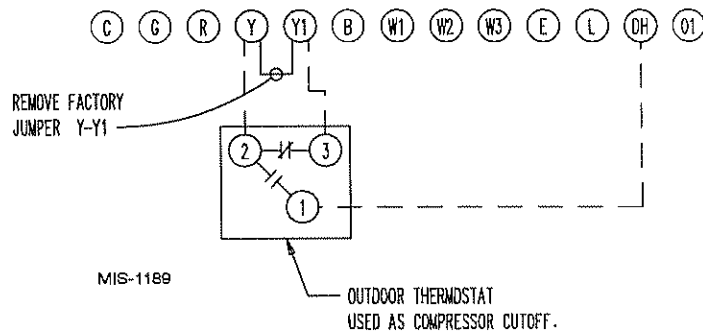 C G R Y Y1 B W1 W2 W3 E L DH O1
REMOVE FACTORY
JUMPER Y-Y1
2 3
1
MIS-1189
OUTDOOR THERMOSTAT
USED AS COMPRESSOR CUTOFF.